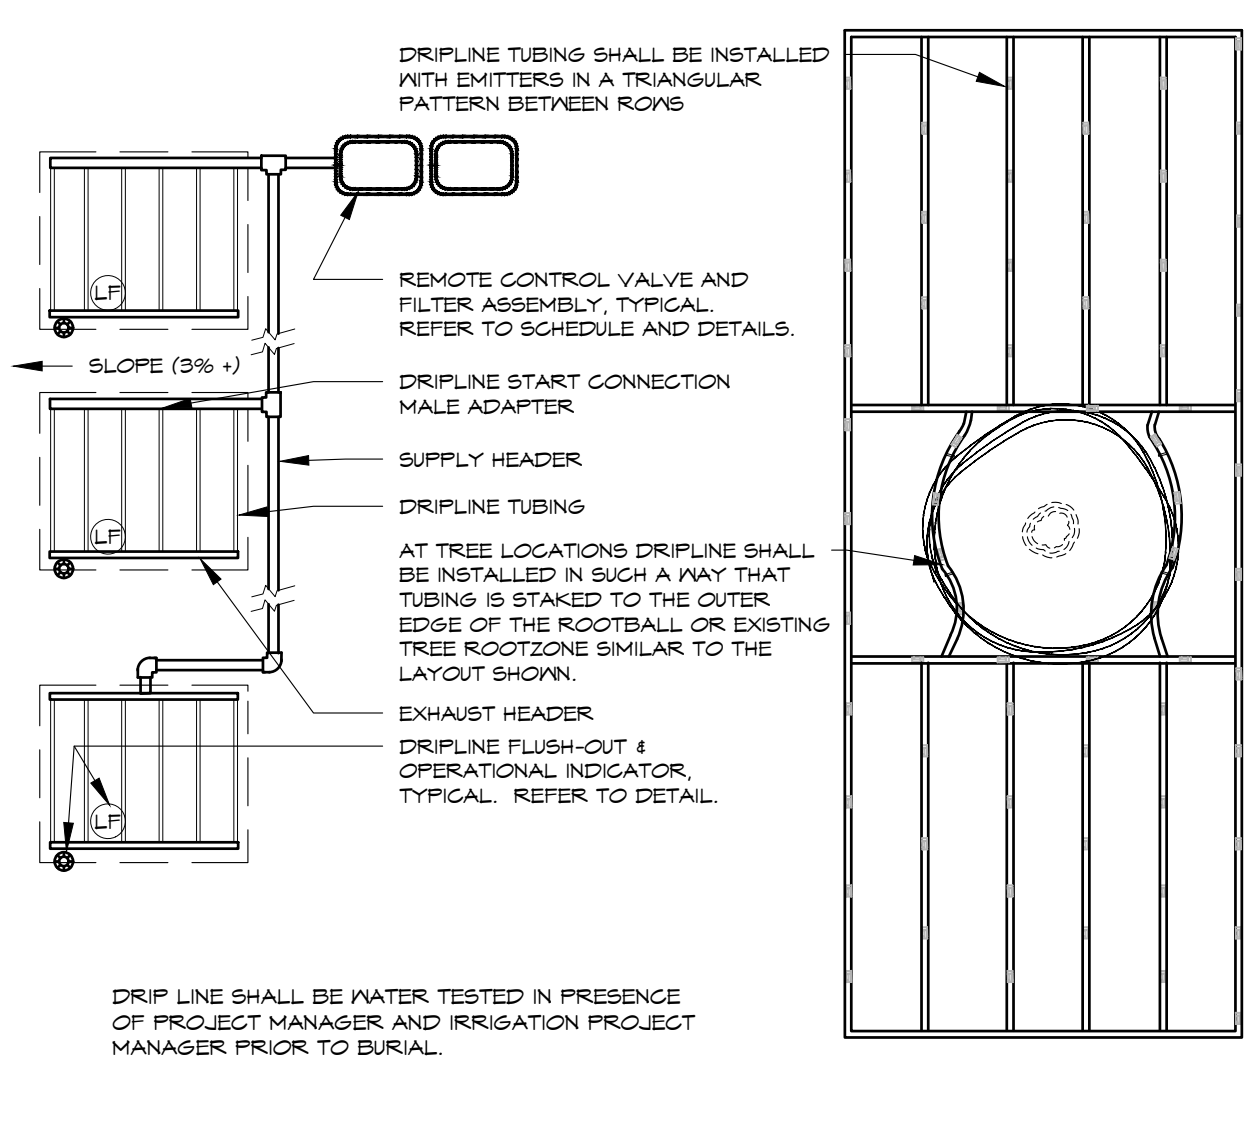 DRIPLINE TUBING SHALL BE INSTALLED
WITH EMITTERS IN A TRIANGULAR
PATTERN BETWEEN ROWS
REMOTE CONTROL VALVE AND
FILTER ASSEMBLY, TYPICAL.
REFER TO SCHEDULE AND DETAILS.
LF
SLOPE (3% +)
DRIPLINE START CONNECTION
MALE ADAPTER
SUPPLY HEADER
DRIPLINE TUBING
LF
AT TREE LOCATIONS DRIPLINE SHALL
BE INSTALLED IN SUCH A WAY THAT
TUBING IS STAKED TO THE OUTER
EDGE OF THE ROOTBALL OR EXISTING
TREE ROOTZONE SIMILAR TO THE
LAYOUT SHOWN.
EXHAUST HEADER
DRIPLINE FLUSH-OUT &
OPERATIONAL INDICATOR,
TYPICAL. REFER TO DETAIL.
LF
DRIP LINE SHALL BE WATER TESTED IN PRESENCE
OF PROJECT MANAGER AND IRRIGATION PROJECT
MANAGER PRIOR TO BURIAL.